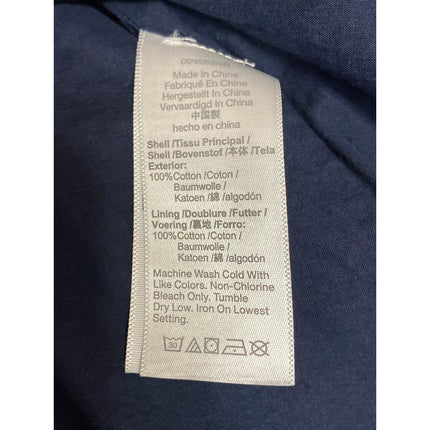 Made In China
Fabriqué En China
Hergestellt In China
Vervaardigd In China
中国製
hecho en china
Shell /Tissu Principal /
Shell /Bovenstof /本体 /Tela
Exterior:
100%Cotton /Coton /
Baumwolle /
Katoen /綿 /algodón
Lining /Doublure /Futter /
Voering /裏地 /Forro:
100%Cotton /Coton /
Baumwolle /
Katoen /綿 /algodón
Machine Wash Cold With
Like Colors. Non-Chlorine
Bleach Only. Tumble
Dry Low. Iron On Lowest
Setting.
30